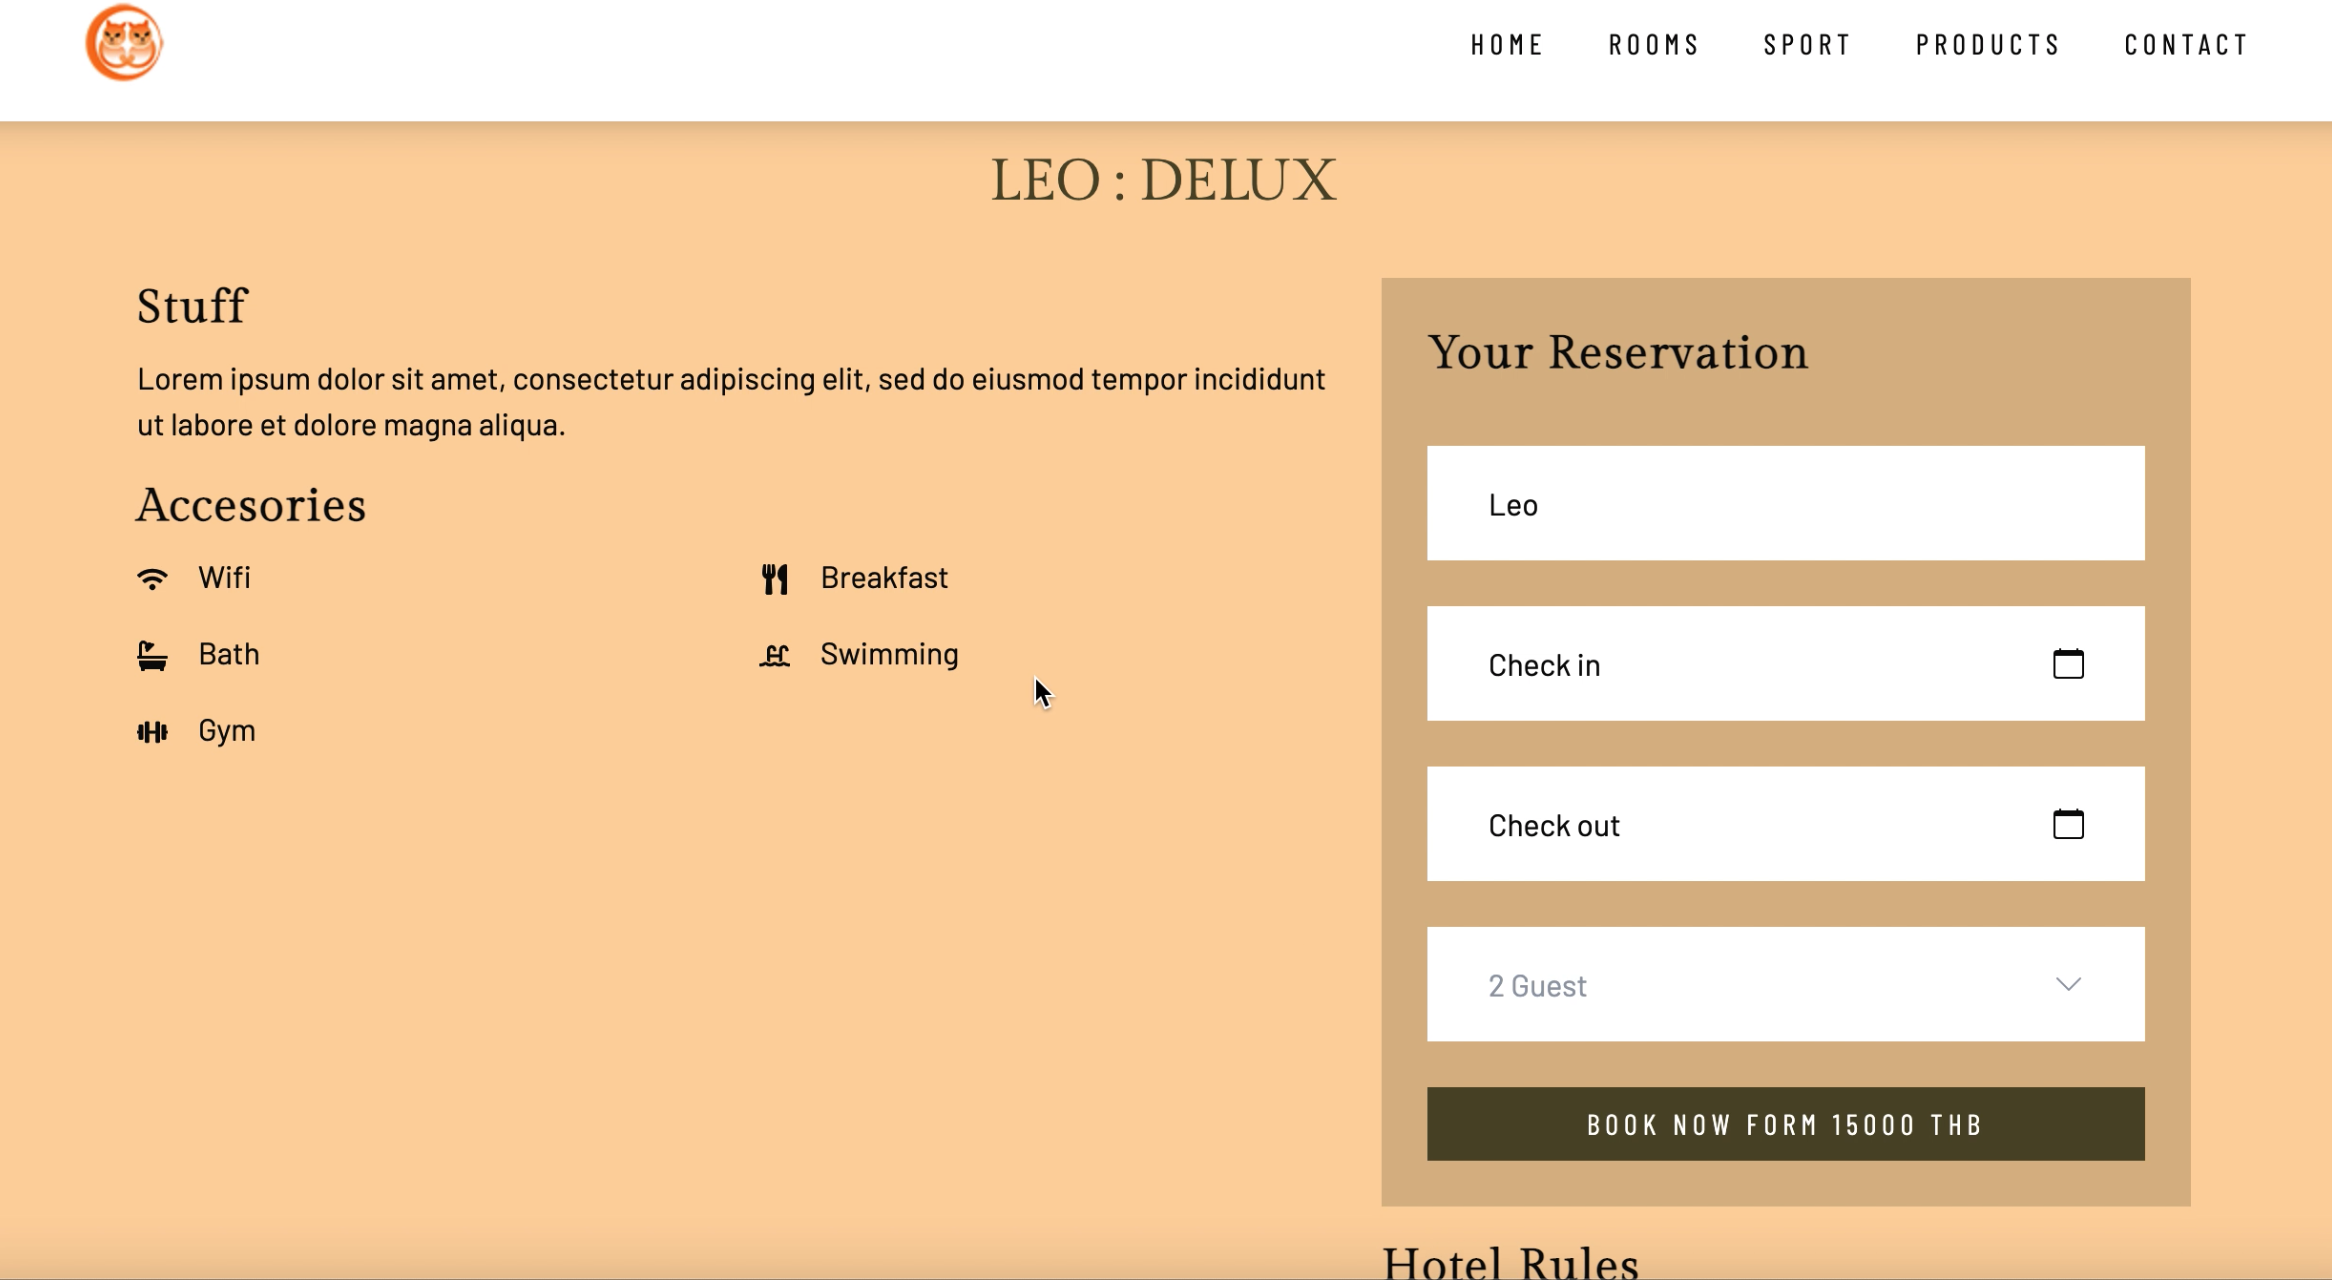 HOME ROOMS SPORT PRODUCTS CONTACT
LEO : DELUX
Stuff
Lorem ipsum dolor sit amet, consectetur adipiscing elit, sed do eiusmod tempor incididunt
ut labore et dolore magna aliqua.
Accesories
Wifi
Breakfast
Bath
Swimming
Gym
Your Reservation
Leo
Check in
Check out
2 Guest
BOOK NOW FORM 15000 THB
Hotel Rules